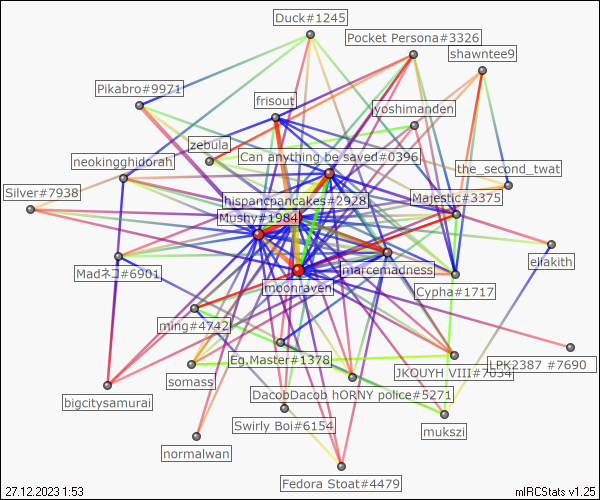 Duck#1245
Pocket Persona#3326
shawntee9
Pikabro#9971
frisout
yoshimanden
zebula
neokingghidorah
Can anything be saved#0396
the_second_twat
Silver#7938
hispancpancakes#2928
Majestic#3375
Mushy#1984
elakith
Madネコ#6901
marcemadness
moonraven
Cypha#1717
ming#4742
Eg.Master#1378
LPK2387 #7690
JKQUYH VIII#7034
somass
DacobDacob hORNY police#5271
bigcitysamurai
Swirly Boi#6154
mukszi
normalwan
Fedora Stoat#4479
27.12.2023 1:53
mIRCStats v1.25